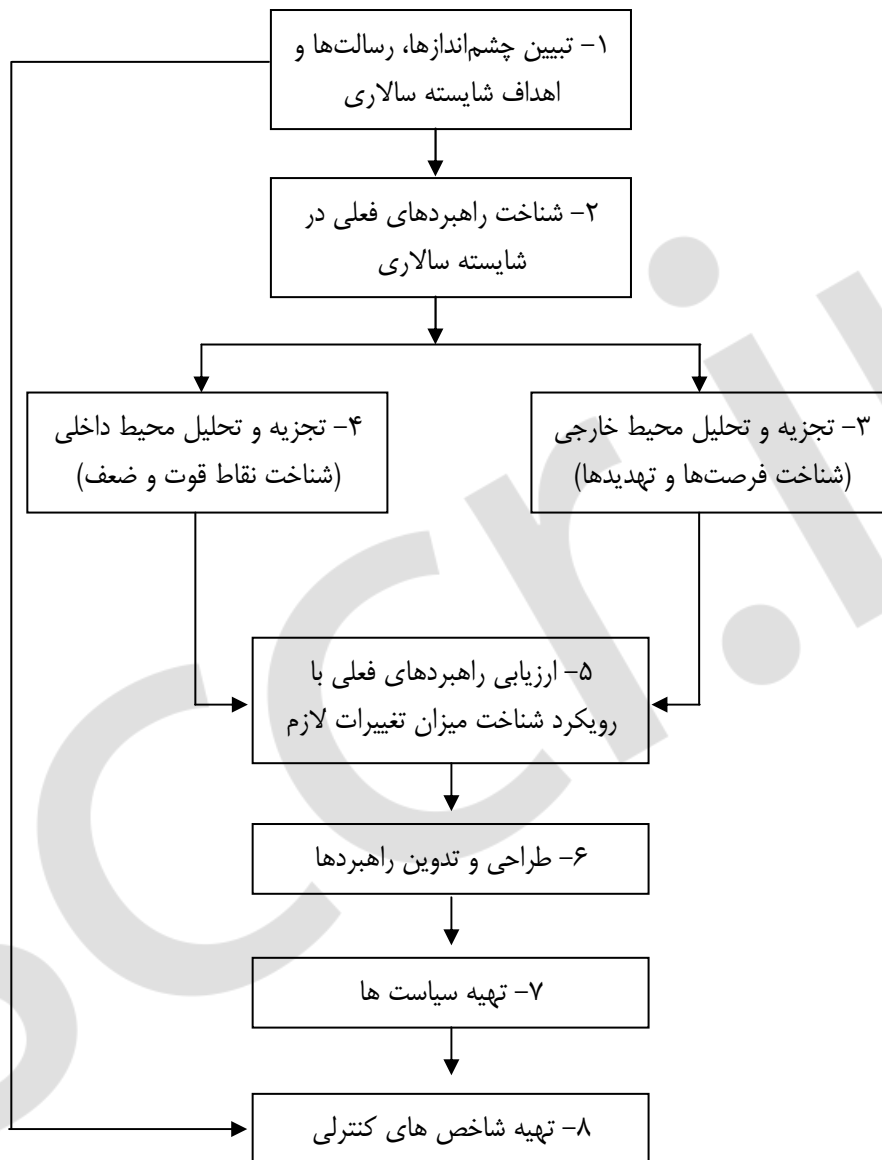 ۱- تبیین چشم‌اندازها، رسالت‌ها و
اهداف شایسته سالاری
۲- شناخت راهبردهای فعلی در
شایسته سالاری
۳- تجزیه و تحلیل محیط خارجی
(شناخت فرصت‌ها و تهدیدها)
۴- تجزیه و تحلیل محیط داخلی
(شناخت نقاط قوت و ضعف)
۵- ارزیابی راهبردهای فعلی با
رویکرد شناخت میزان تغییرات لازم
۶- طراحی و تدوین راهبردها
۷- تهیه سیاست ها
۸- تهیه شاخص های کنترلی